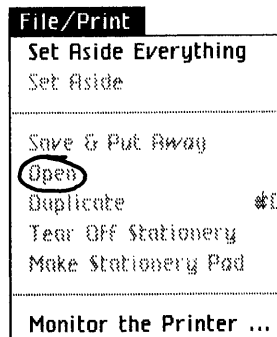 File/Print
Set Aside Everything
Set Aside
Save & Put Away
Open
Duplicate
Tear Off Stationery
Make Stationery Pad
Monitor the Printer ...